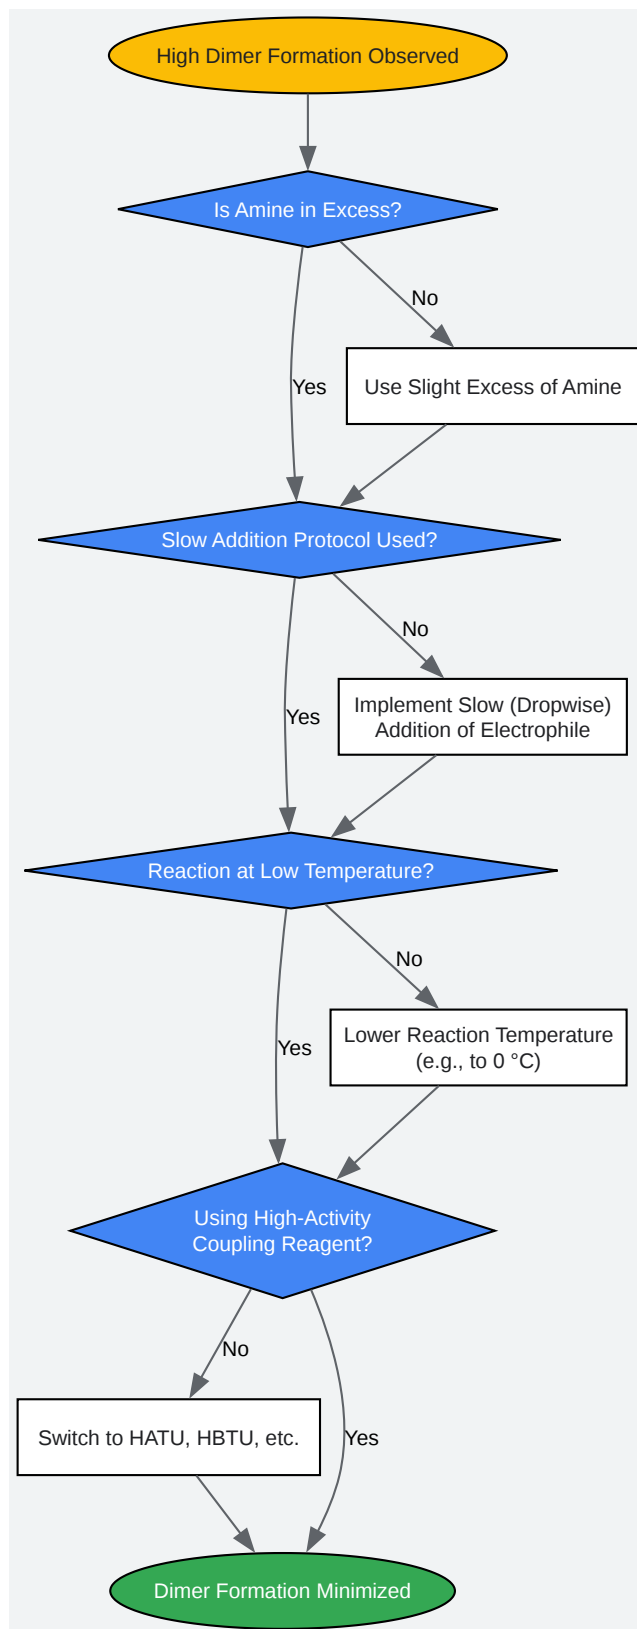 High Dimer Formation Observed
Is Amine in Excess?
No
Yes
Use Slight Excess of Amine
Slow Addition Protocol Used?
No
Implement Slow (Dropwise)
Addition of Electrophile
Yes
Reaction at Low Temperature?
No
Lower Reaction Temperature
(e.g., to 0 °C)
Yes
Using High-Activity
Coupling Reagent?
No
Switch to HATU, HBTU, etc.
Yes
Dimer Formation Minimized